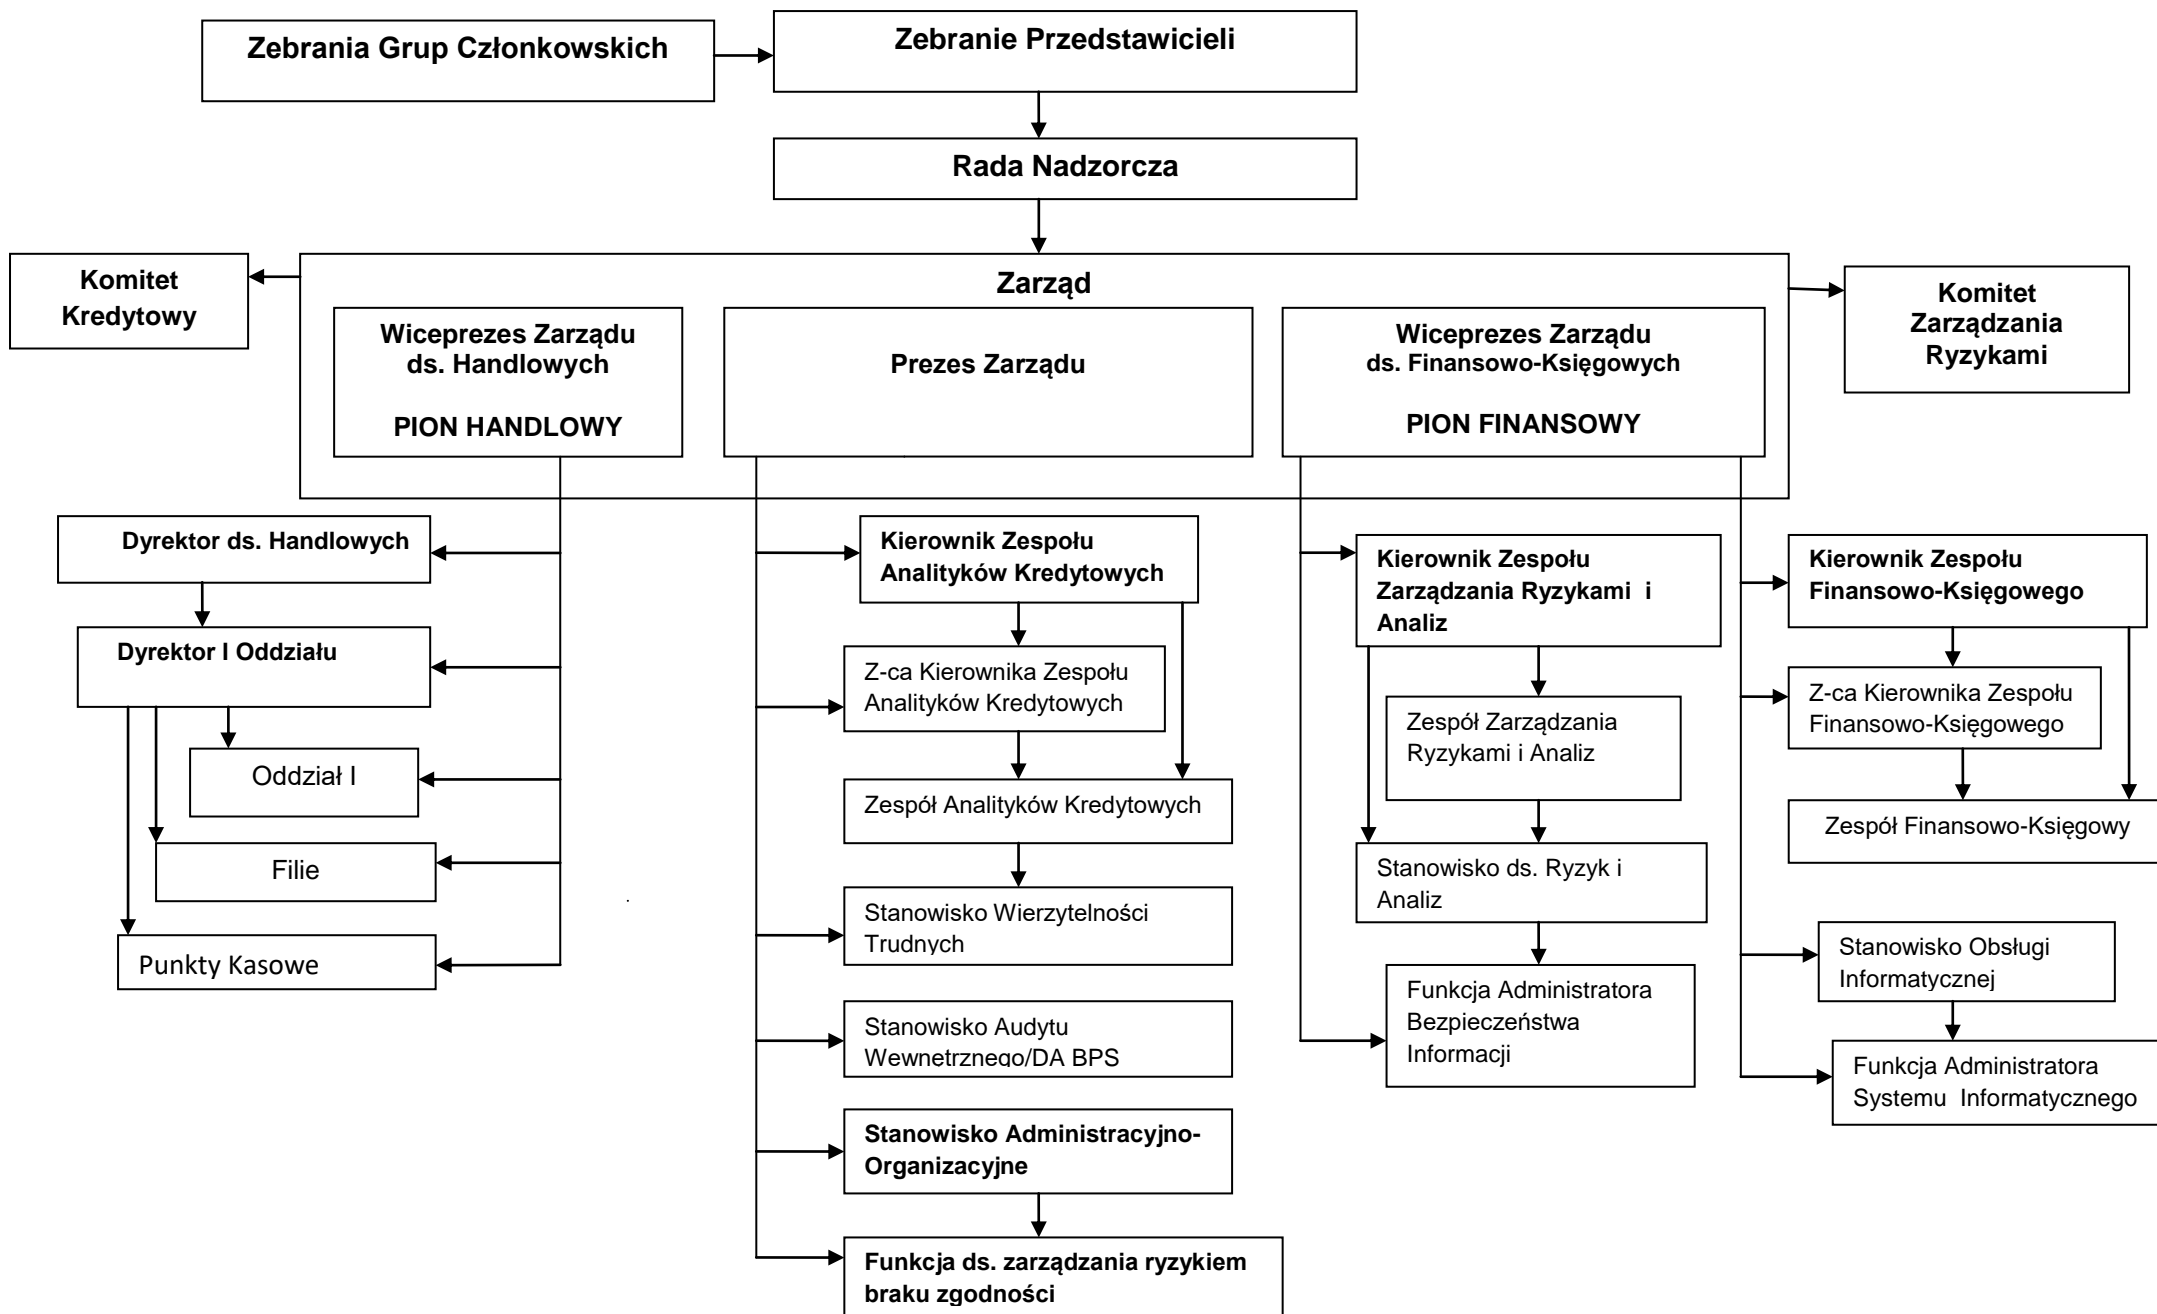 Zebrania Grup Członkowskich
Zebranie Przedstawicieli
Rada Nadzorcza
Komitet
Kredytowy
Zarząd
Wiceprezes Zarządu
ds. Handlowych
PION HANDLOWY
Prezes Zarządu
Wiceprezes Zarządu
ds. Finansowo-Księgowych
PION FINANSOWY
Komitet
Zarządzania
Ryzykami
Dyrektor ds. Handlowych
Dyrektor I Oddziału
Oddział I
Filie
Punkty Kasowe
Kierownik Zespołu
Analityków Kredytowych
Z-ca Kierownika Zespołu
Analityków Kredytowych
Zespół Analityków Kredytowych
Stanowisko Wierzytelności
Trudnych
Stanowisko Audytu
Wewnętrznego/DA BPS
Stanowisko Administracyjno-
Organizacyjne
Funkcja ds. zarządzania ryzykiem
braku zgodności
Kierownik Zespołu
Zarządzania Ryzykami i
Analiz
Zespół Zarządzania
Ryzykami i Analiz
Stanowisko ds. Ryzyk i
Analiz
Funkcja Administratora
Bezpieczeństwa
Informacji
Kierownik Zespołu
Finansowo-Księgowego
Z-ca Kierownika Zespołu
Finansowo-Księgowego
Zespół Finansowo-Księgowy
Stanowisko Obsługi
Informatycznej
Funkcja Administratora
Systemu Informatycznego